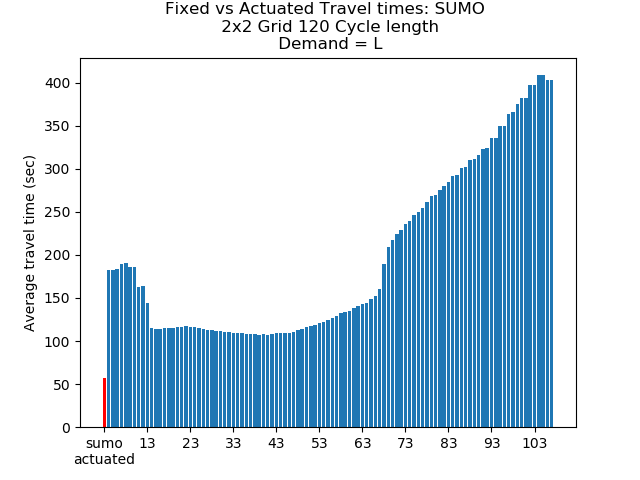 Fixed vs Actuated Travel times: SUMO
2x2 Grid 120 Cycle length
Demand = L
Average travel time (sec)
400
350
300
250
200
150
100
50
0
sumo actuated 13 23 33 43 53 63 73 83 93 103